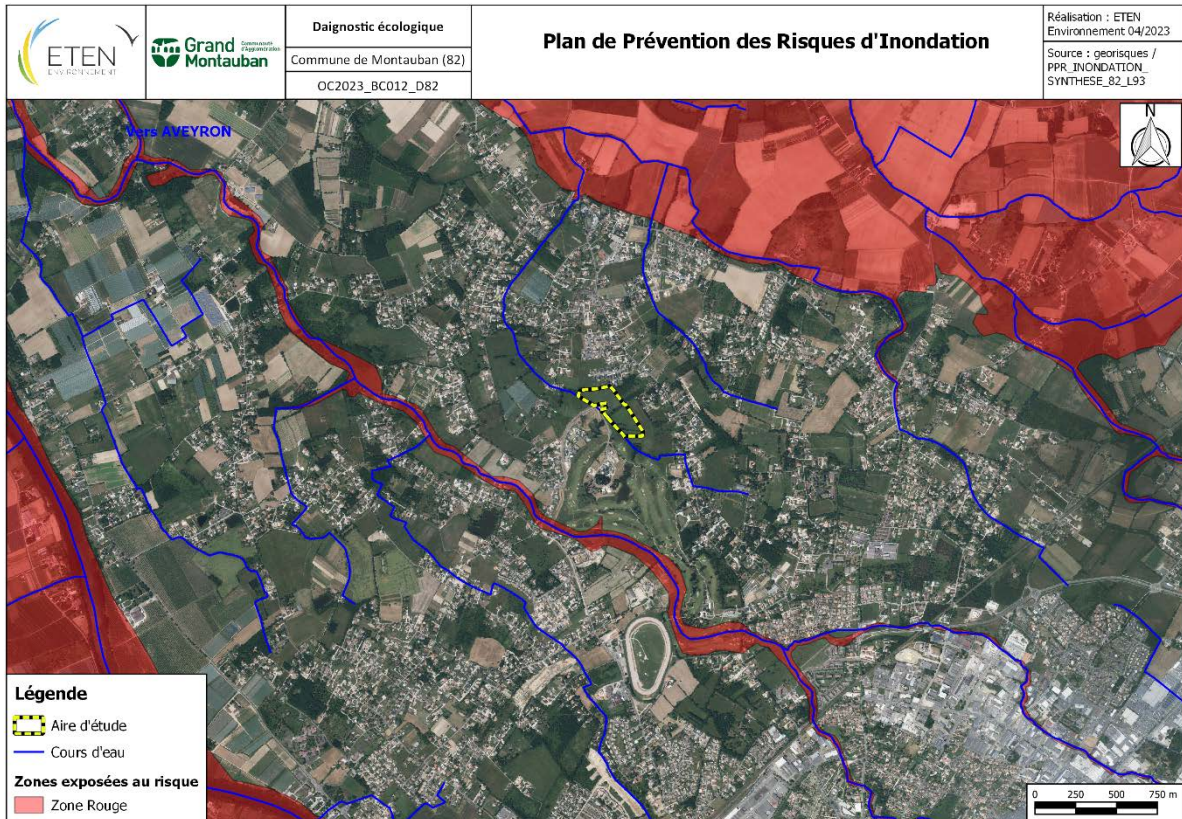 ETEN
ENVIRONNEMENT
Grand
Montauban
Communauté
d'Agglomération
Daignostic écologique
Commune de Montauban (82)
OC2023_BC012_D82
Plan de Prévention des Risques d'Inondation
Réalisation : ETEN
Environnement 04/2023
Source : georisques /
PPR_INONDATION_
SYNTHESE_82_L93
Vers AVEYRON
N
Légende
Aire d'étude
Cours d'eau
Zones exposées au risque
Zone Rouge
0 250 500 750 m